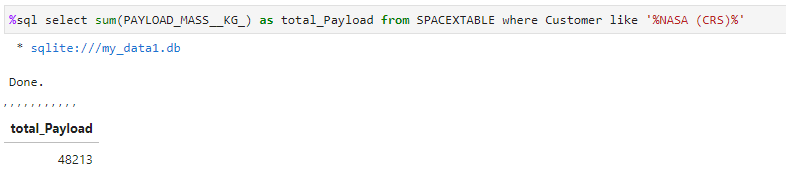 %sql select sum(PAYLOAD_MASS__KG_) as total_Payload from SPACEXTABLE where Customer like '%NASA (CRS)%'
* sqlite:///my_data1.db
Done.
,,,,,,,,,,,
total_Payload
48213